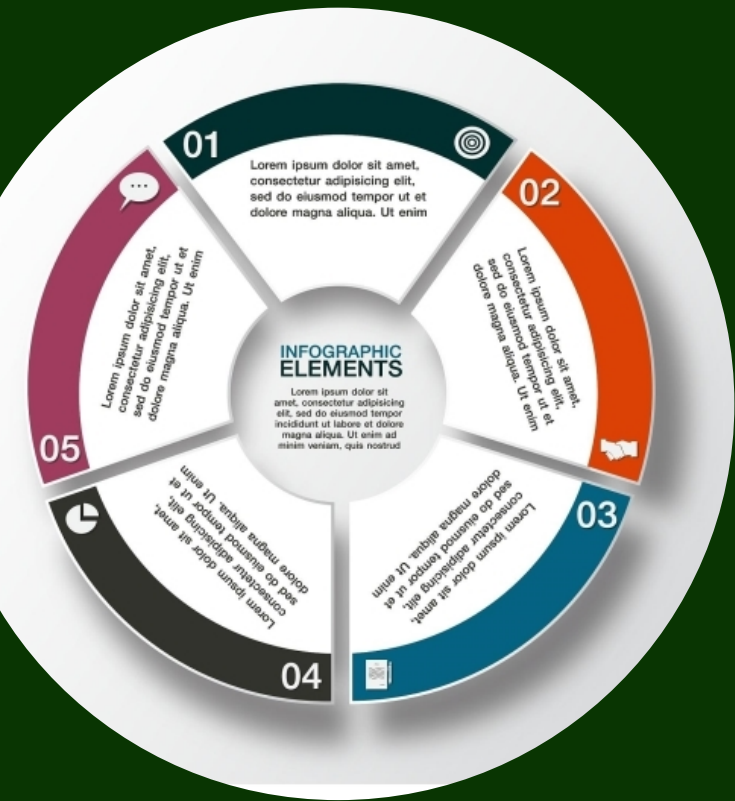 01
Lorem ipsum dolor sit amet,
consectetur adipisicing elit,
sed do eiusmod tempor ut et
dolore magna aliqua. Ut enim
02
Lorem ipsum dolor sit amet,
consectetur adipisicing elit,
sed do eiusmod tempor ut et
dolore magna aliqua. Ut enim
03
Lorem ipsum dolor sit amet,
consectetur adipisicing elit,
sed do eiusmod tempor ut et
dolore magna aliqua. Ut enim
04
Lorem ipsum dolor sit amet,
consectetur adipisicing elit,
sed do eiusmod tempor ut et
dolore magna aliqua. Ut enim
05
Lorem ipsum dolor sit amet,
consectetur adipisicing elit,
sed do eiusmod tempor ut et
dolore magna aliqua. Ut enim
INFOGRAPHIC
ELEMENTS
Lorem ipsum dolor sit
amet, consectetur adipisicing
elit, sed do eiusmod tempor
incididunt ut labore et dolore
magna aliqua. Ut enim ad
minim veniam, quis nostrud